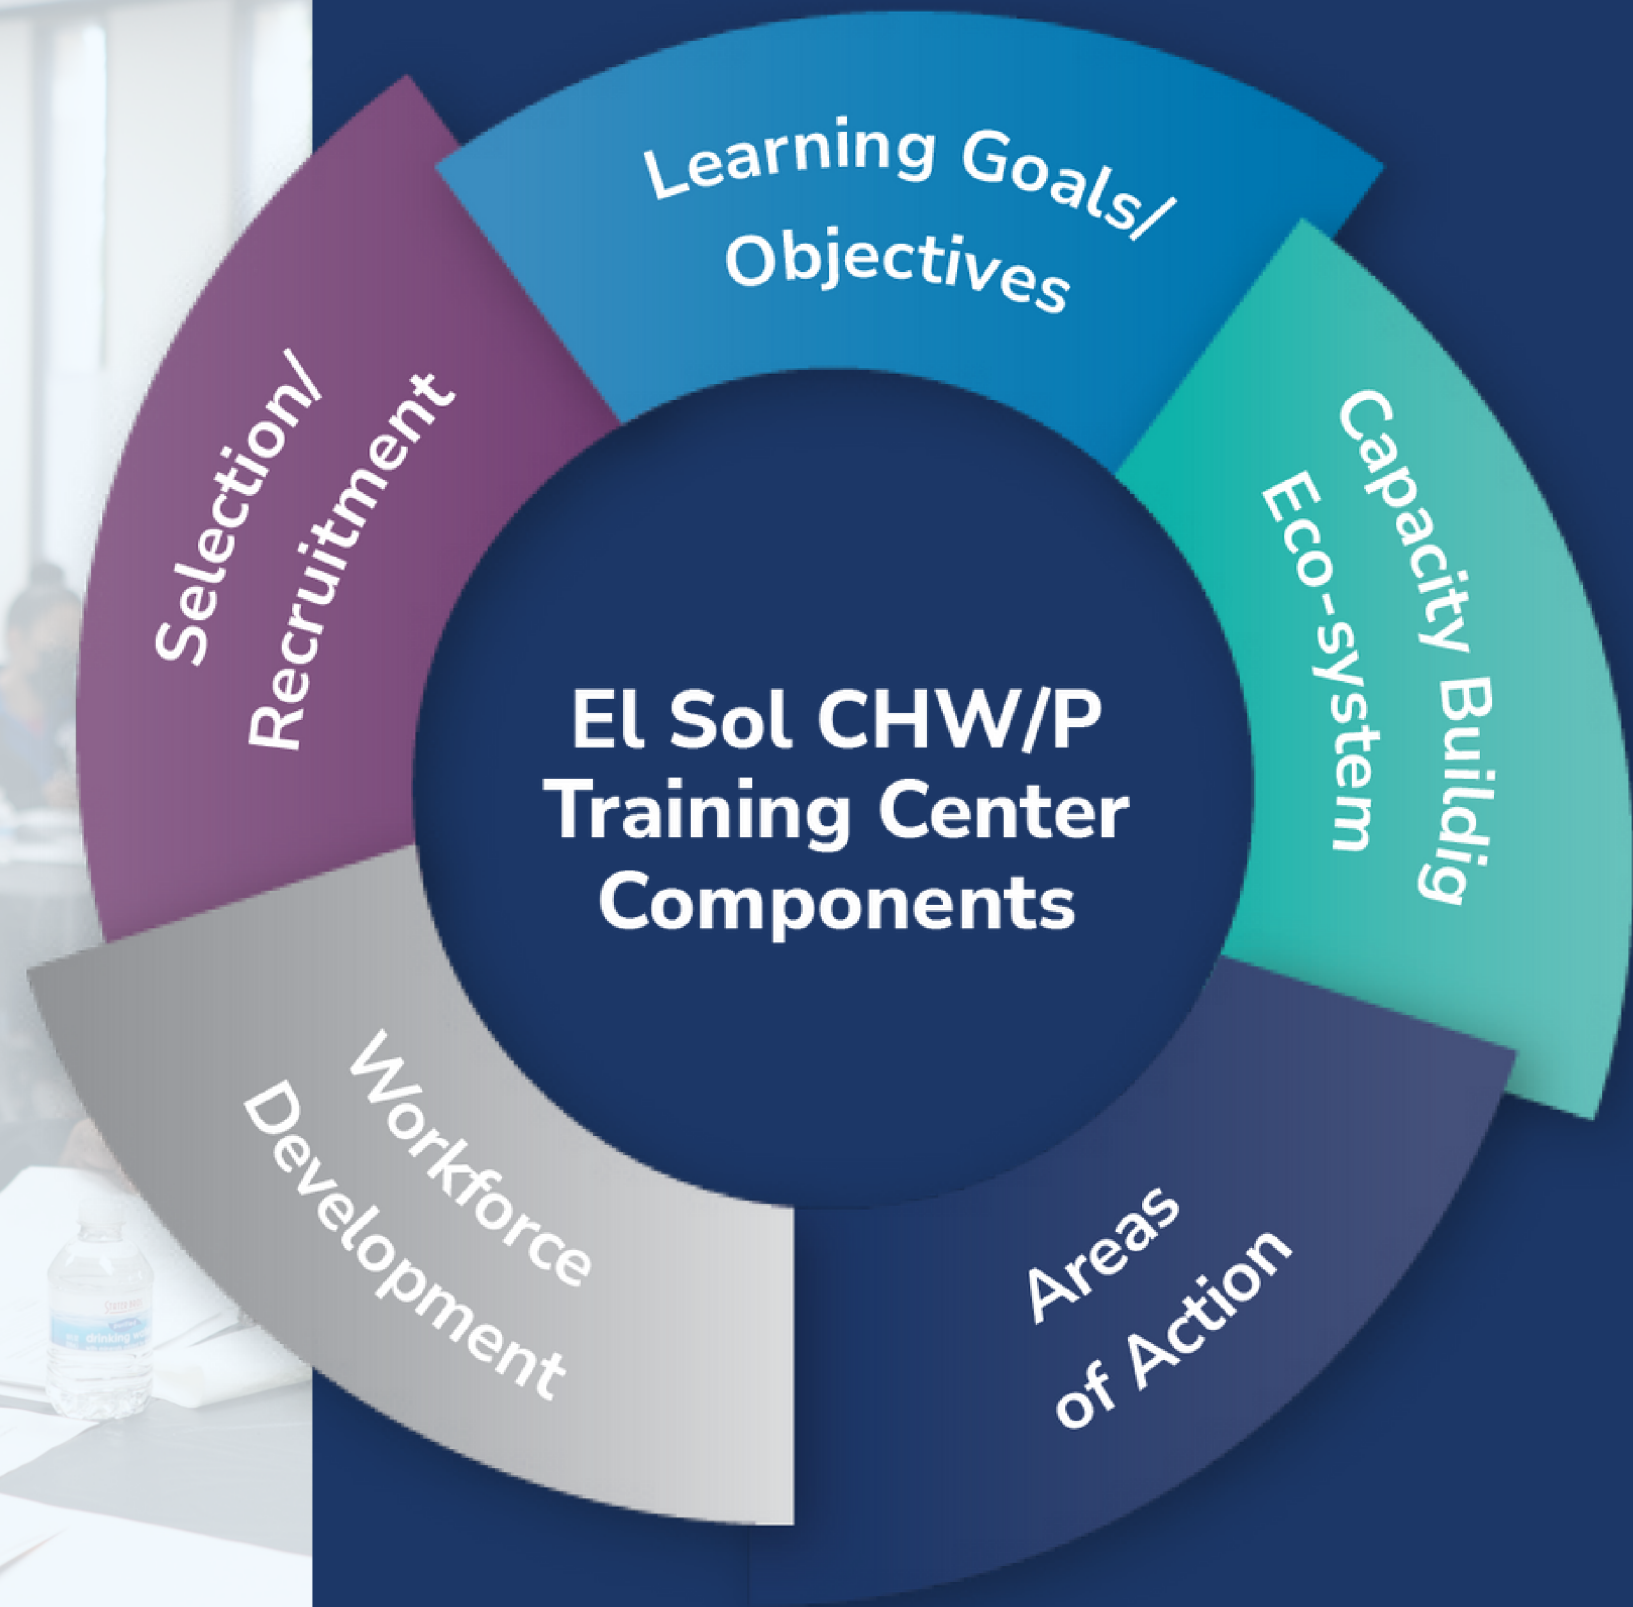 Learning Goals/
Objectives
Capacity Buildig
Eco-system
Areas
of Action
Workforce
Development
Selection/
Recruitment
El Sol CHW/P
Training Center
Components
drinking